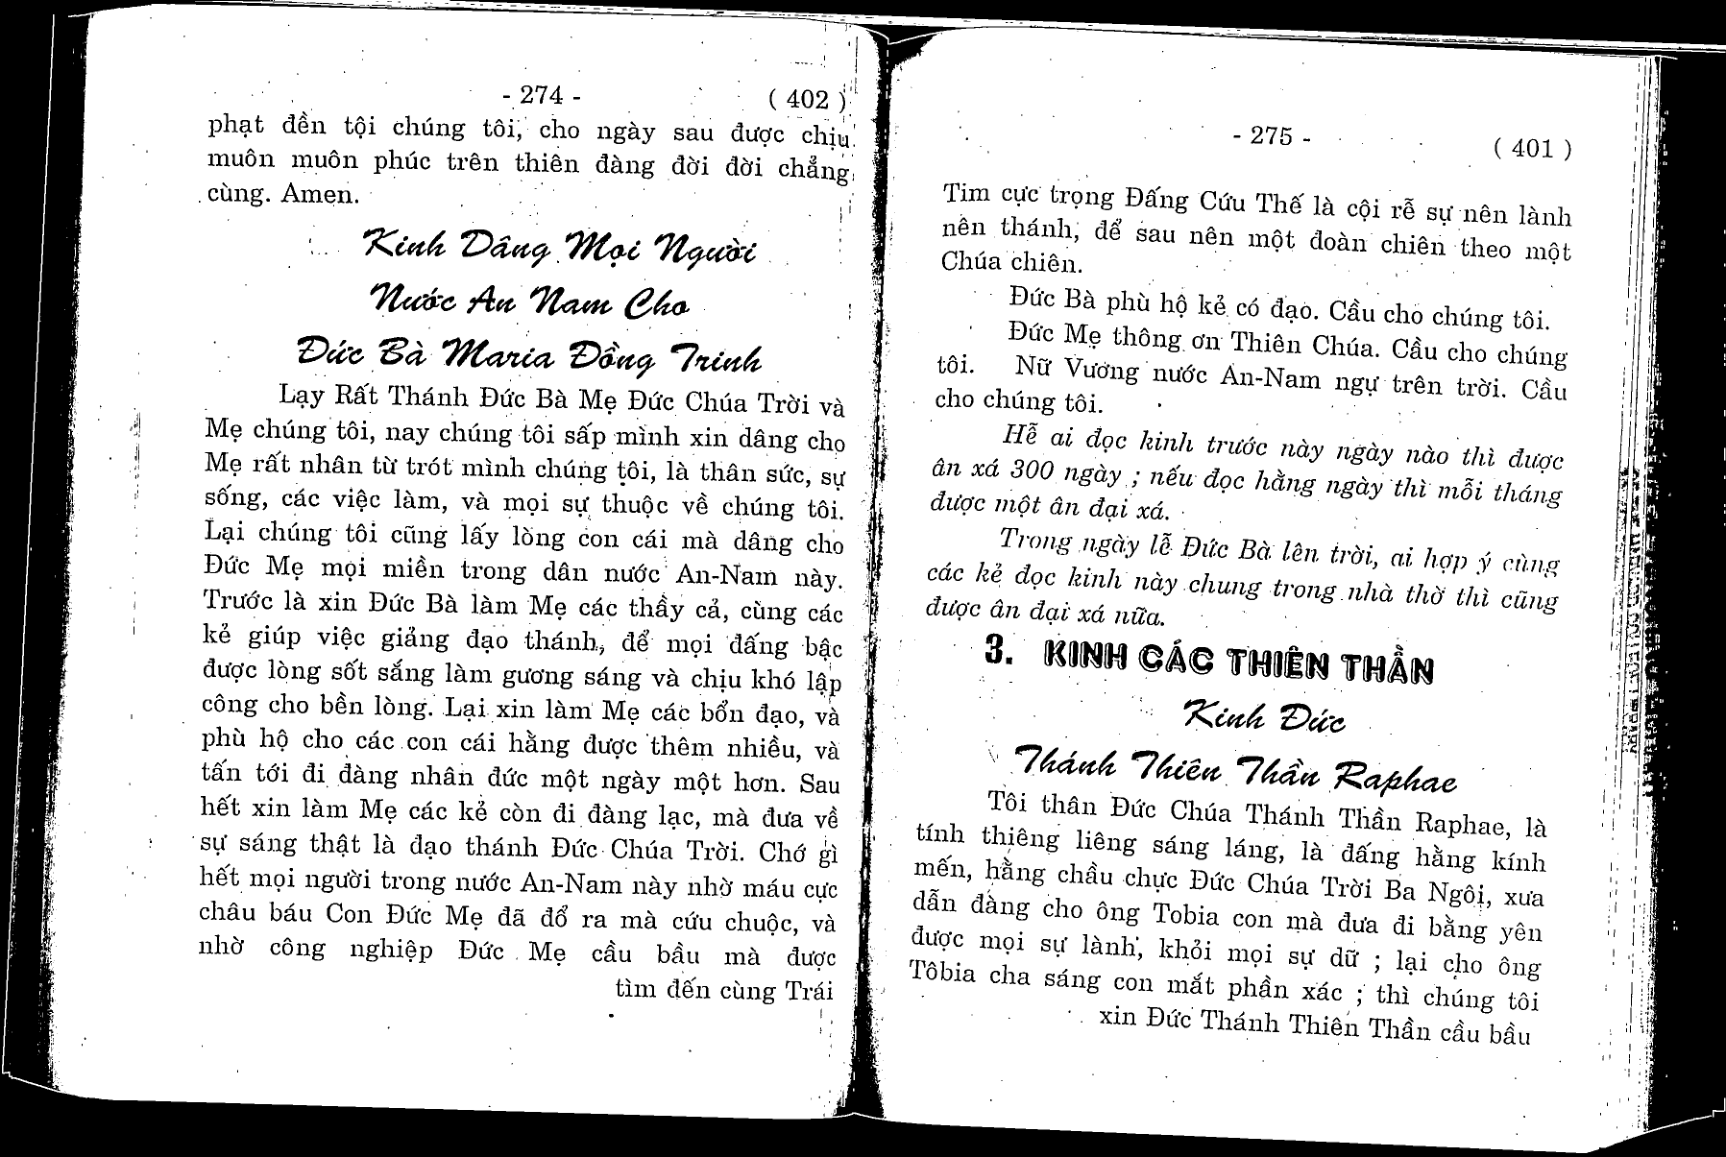 - 274 - ( 402 )
phạt đền tội chúng tôi, cho ngày sau được chịu
muôn muôn phúc trên thiên đàng đời đời chẳng
cùng. Amen.
Kinh Dâng Mọi Người
Nước An Nam Cho
Đức Bà Maria Đồng Trinh
Lạy Rất Thánh Đức Bà Mẹ Đức Chúa Trời và
Mẹ chúng tôi, nay chúng tôi sấp mình xin dâng cho
Mẹ rất nhân từ trót mình chúng tôi, là thân sức, sự
sống, các việc làm, và mọi sự thuộc về chúng tôi.
Lại chúng tôi cũng lấy lòng con cái mà dâng cho
Đức Mẹ mọi miền trong dân nước An-Nam này.
Trước là xin Đức Bà làm Mẹ các thầy cả, cùng các
kẻ giúp việc giảng đạo thánh, để mọi đấng bậc
được lòng sốt sắng làm gương sáng và chịu khó lập
công cho bền lòng. Lại xin làm Mẹ các bổn đạo, và
phù hộ cho các con cái hằng được thêm nhiều, và
tấn tới đi đàng nhân đức một ngày một hơn. Sau
hết xin làm Mẹ các kẻ còn đi đàng lạc, mà đưa về
sự sáng thật là đạo thánh Đức Chúa Trời. Chớ gì
hết mọi người trong nước An-Nam này nhờ máu cực
châu báu Con Đức Mẹ đã đổ ra mà cứu chuộc, và
nhờ công nghiệp Đức Mẹ cầu bầu mà được
tìm đến cùng Trái
- 275 - ( 401 )
Tim cực trọng Đấng Cứu Thế là cội rễ sự nên lành
nên thánh, để sau nên một đoàn chiên theo một
Chúa chiên.
Đức Bà phù hộ kẻ có đạo. Cầu cho chúng tôi.
Đức Mẹ thông ơn Thiên Chúa. Cầu cho chúng
tôi. Nữ Vương nước An-Nam ngự trên trời. Cầu
cho chúng tôi.
Hễ ai đọc kinh trước này ngày nào thì được
ân xá 300 ngày ; nếu đọc hằng ngày thì mỗi tháng
được một ân đại xá.
Trong ngày lễ Đức Bà lên trời, ai hợp ý cùng
các kẻ đọc kinh này chung trong nhà thờ thì cũng
được ân đại xá nữa.
3. KINH CÁC THIÊN THẦN
Kinh Đức
Thánh Thiên Thần Raphae
Tôi thân Đức Chúa Thánh Thần Raphae, là
tính thiêng liêng sáng láng, là đấng hằng kính
mến, hằng chầu chực Đức Chúa Trời Ba Ngôi, xưa
dẫn đàng cho ông Tobia con mà đưa đi bằng yên
được mọi sự lành, khỏi mọi sự dữ ; lại cho ông
Tôbia cha sáng con mắt phần xác ; thì chúng tôi
xin Đức Thánh Thiên Thần cầu bầu